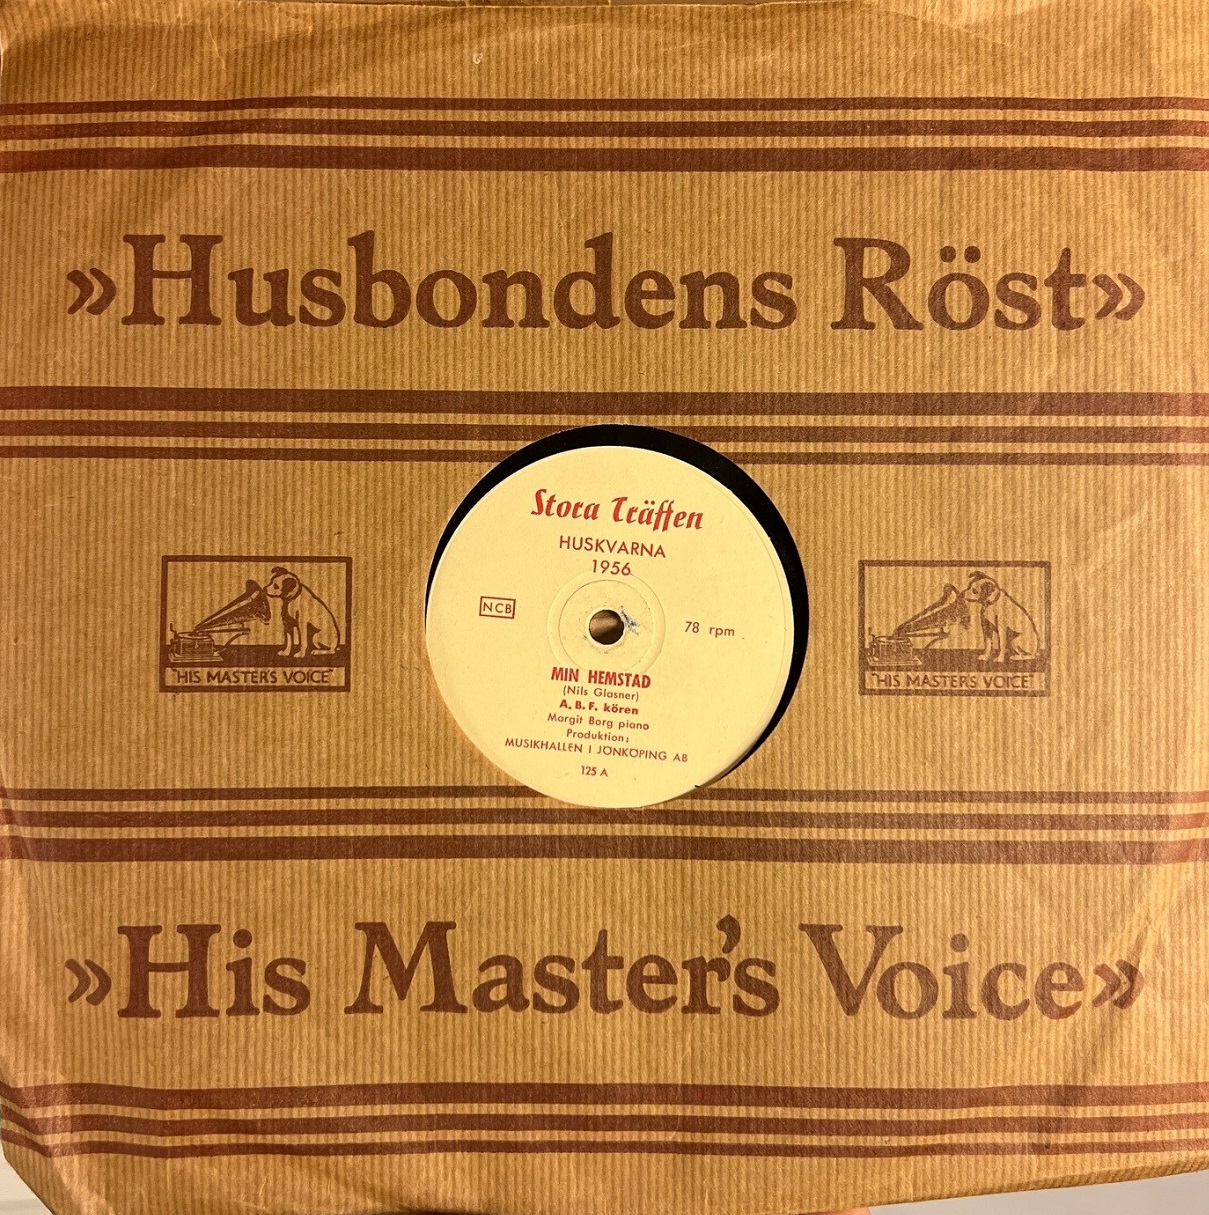 »Husbondens Röst»
Stora Träffen
HUSKVARNA
1956
NCB
78 rpm
MIN HEMSTAD
(Nils Glasner)
A.B.F. kören
Margit Borg piano
Produktion:
MUSIKHALLEN I JÖNKÖPING AB
125 A
"HIS MASTER'S VOICE"
"HIS MASTER'S VOICE"
»His Master's Voice»